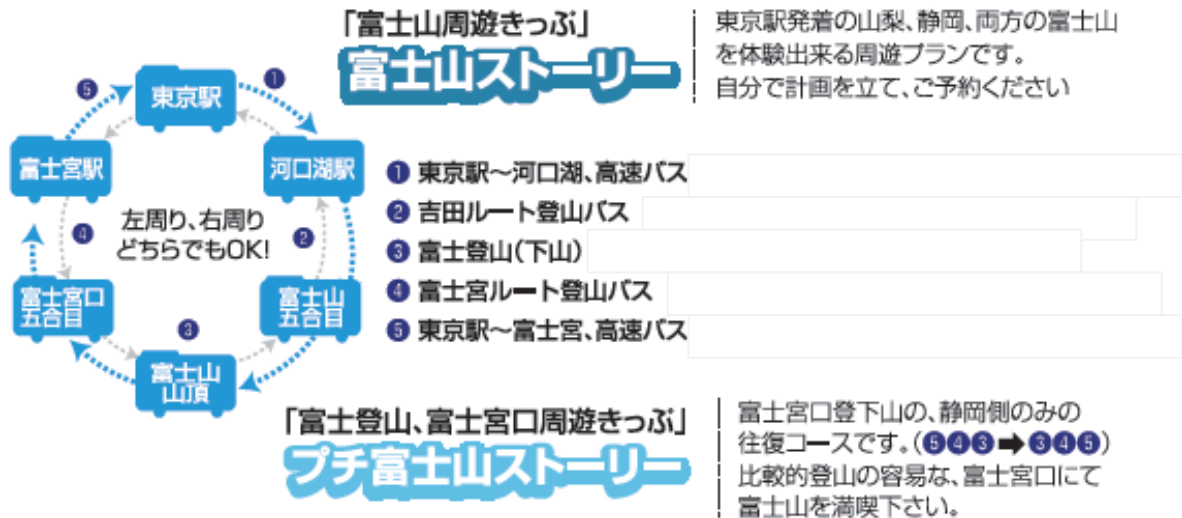 「富士山周遊きっぷ」
富士山ストーリー
東京駅発着の山梨、静岡、両方の富士山
を体験出来る周遊プランです。
自分で計画を立て、ご予約ください
❺
❶
東京駅
富士宮駅
河口湖駅
❹
左周り、右周り
どちらでもOK!
❷
富士宮口
五合目
富士山
五合目
❸
富士山
山頂
❶ 東京駅～河口湖、高速バス
❷ 吉田ルート登山バス
❸ 富士登山(下山)
❹ 富士宮ルート登山バス
❺ 東京駅～富士宮、高速バス
「富士登山、富士宮口周遊きっぷ」
プチ富士山ストーリー
富士宮口登下山の、静岡側のみの
往復コースです。(❺❹❸➡❸❹❺)
比較的登山の容易な、富士宮口にて
富士山を満喫下さい。